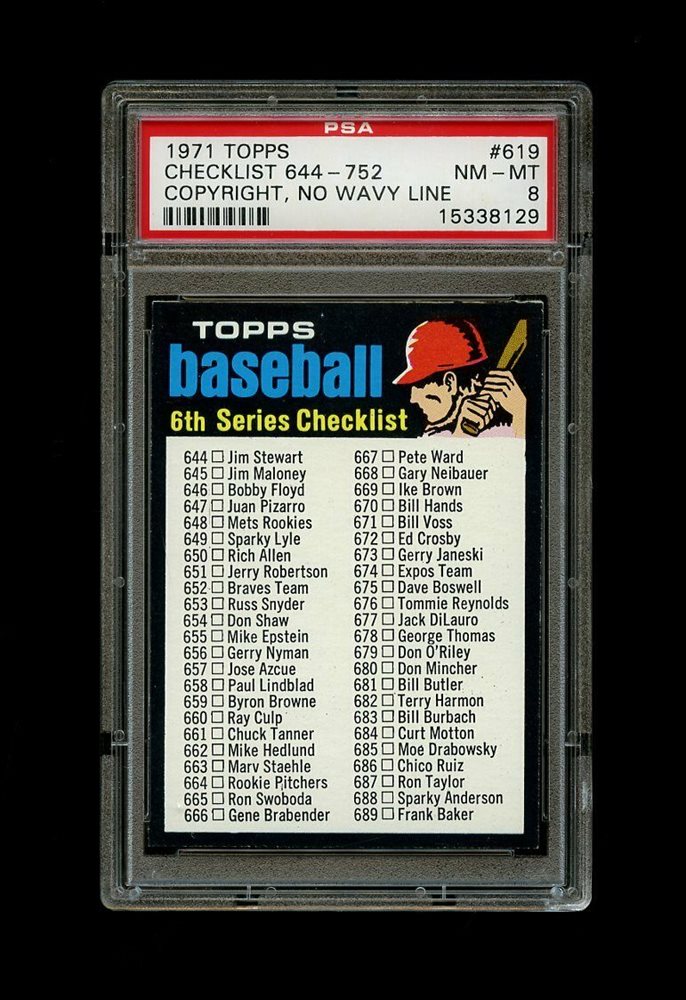 PSA
1971 TOPPS #619
CHECKLIST 644-752 NM-MT
COPYRIGHT, NO WAVY LINE 8
15338129
TOPPS
baseball
6th Series Checklist
644 □ Jim Stewart
645 □ Jim Maloney
646 □ Bobby Floyd
647 □ Juan Pizarro
648 □ Mets Rookies
649 □ Sparky Lyle
650 □ Rich Allen
651 □ Jerry Robertson
652 □ Braves Team
653 □ Russ Snyder
654 □ Don Shaw
655 □ Mike Epstein
656 □ Gerry Nyman
657 □ Jose Azcue
658 □ Paul Lindblad
659 □ Byron Browne
660 □ Ray Culp
661 □ Chuck Tanner
662 □ Mike Hedlund
663 □ Marv Staehle
664 □ Rookie Pitchers
665 □ Ron Swoboda
666 □ Gene Brabender
667 □ Pete Ward
668 □ Gary Neibauer
669 □ Ike Brown
670 □ Bill Hands
671 □ Bill Voss
672 □ Ed Crosby
673 □ Gerry Janeski
674 □ Expos Team
675 □ Dave Boswell
676 □ Tommie Reynolds
677 □ Jack DiLauro
678 □ George Thomas
679 □ Don O'Riley
680 □ Don Mincher
681 □ Bill Butler
682 □ Terry Harmon
683 □ Bill Burbach
684 □ Curt Motton
685 □ Moe Drabowsky
686 □ Chico Ruiz
687 □ Ron Taylor
688 □ Sparky Anderson
689 □ Frank Baker